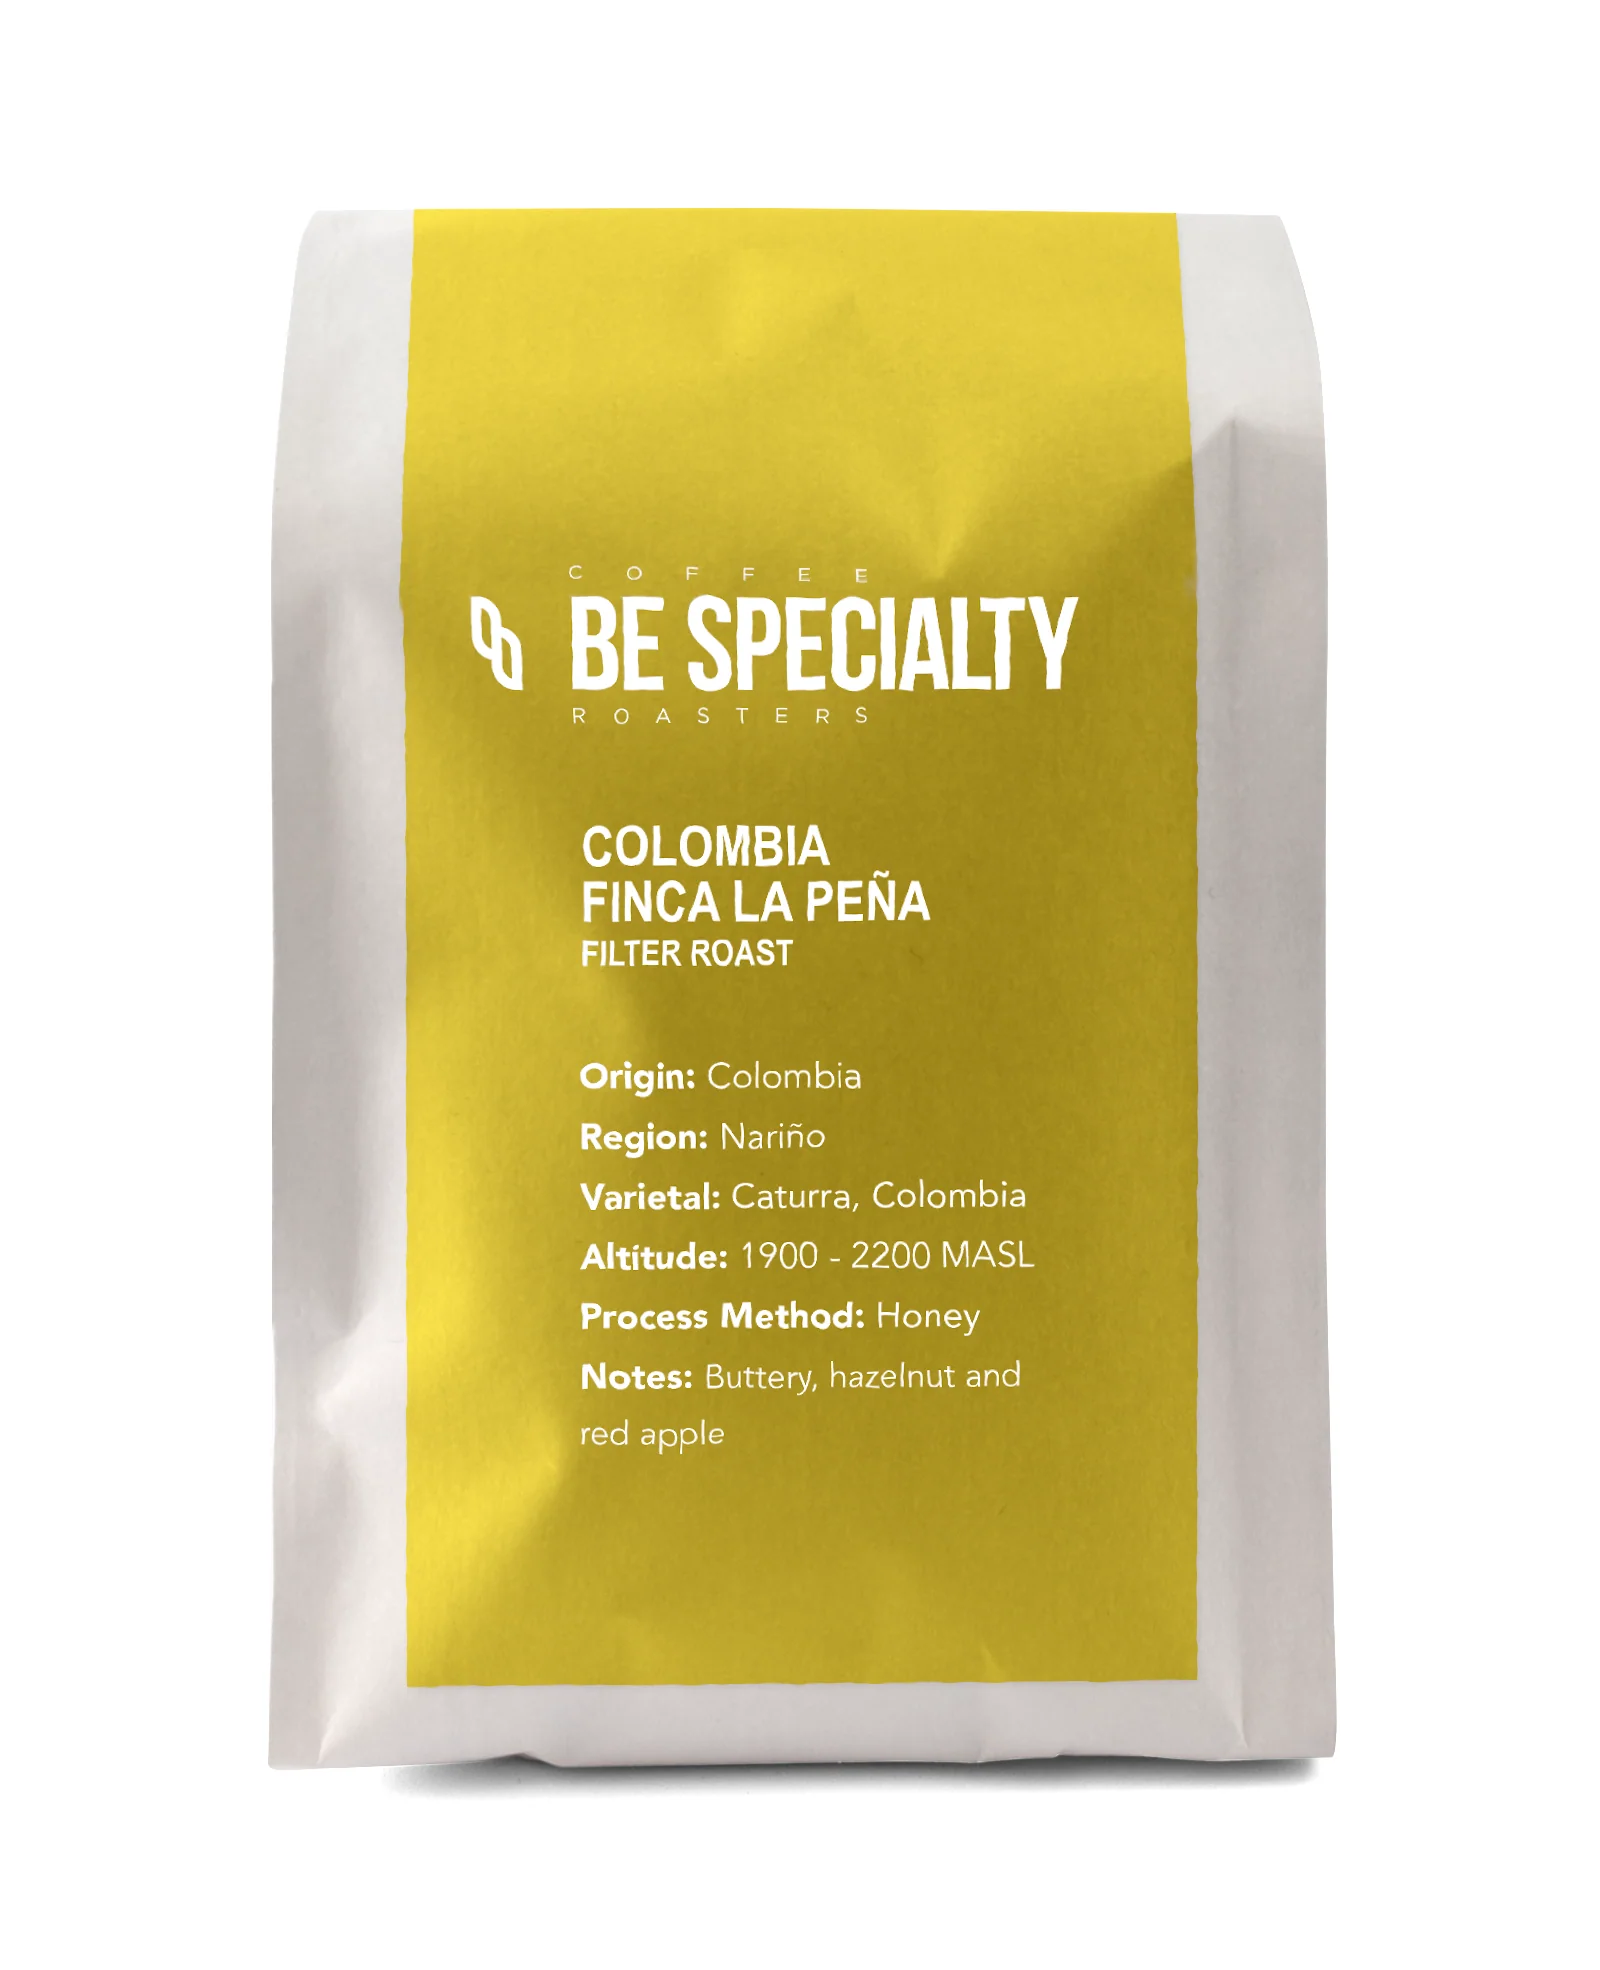 COFFEE
BE SPECIALTY
ROASTERS
COLOMBIA
FINCA LA PEÑA
FILTER ROAST
Origin: Colombia
Region: Nariño
Varietal: Caturra, Colombia
Altitude: 1900 - 2200 MASL
Process Method: Honey
Notes: Buttery, hazelnut and
red apple